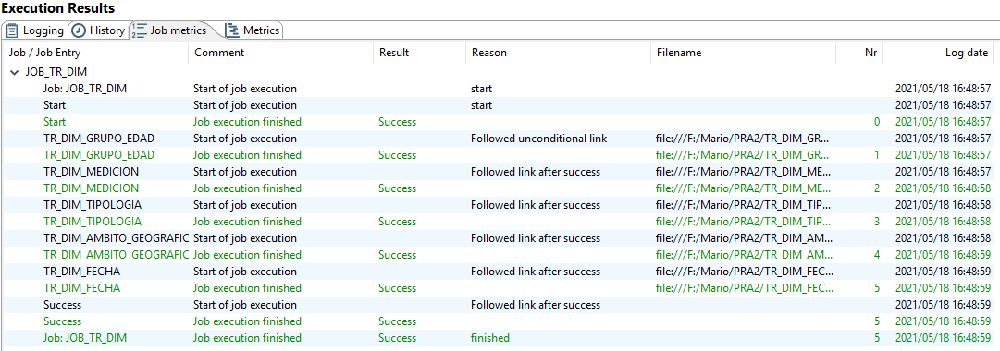 Execution Results
Logging History Job metrics Metrics
Job / Job Entry Comment Result Reason Filename Nr Log date
JOB_TR_DIM
Job: JOB_TR_DIM Start of job execution start 2021/05/18 16:48:57
Start Start of job execution start 2021/05/18 16:48:57
Start Job execution finished Success 0 2021/05/18 16:48:57
TR_DIM_GRUPO_EDAD Start of job execution Followed unconditional link file:///F:/Mario/PRA2/TR_DIM_GR... 2021/05/18 16:48:57
TR_DIM_GRUPO_EDAD Job execution finished Success file:///F:/Mario/PRA2/TR_DIM_GR... 1 2021/05/18 16:48:57
TR_DIM_MEDICION Start of job execution Followed link after success file:///F:/Mario/PRA2/TR_DIM_ME... 2021/05/18 16:48:57
TR_DIM_MEDICION Job execution finished Success file:///F:/Mario/PRA2/TR_DIM_ME... 2 2021/05/18 16:48:58
TR_DIM_TIPOLOGIA Start of job execution Followed link after success file:///F:/Mario/PRA2/TR_DIM_TIP... 2021/05/18 16:48:58
TR_DIM_TIPOLOGIA Job execution finished Success file:///F:/Mario/PRA2/TR_DIM_TIP... 3 2021/05/18 16:48:58
TR_DIM_AMBITO_GEOGRAFIC Start of job execution Followed link after success file:///F:/Mario/PRA2/TR_DIM_AM... 2021/05/18 16:48:58
TR_DIM_AMBITO_GEOGRAFIC Job execution finished Success file:///F:/Mario/PRA2/TR_DIM_AM... 4 2021/05/18 16:48:59
TR_DIM_FECHA Start of job execution Followed link after success file:///F:/Mario/PRA2/TR_DIM_FEC... 2021/05/18 16:48:59
TR_DIM_FECHA Job execution finished Success file:///F:/Mario/PRA2/TR_DIM_FEC... 5 2021/05/18 16:48:59
Success Start of job execution Followed link after success 2021/05/18 16:48:59
Success Job execution finished Success 5 2021/05/18 16:48:59
Job: JOB_TR_DIM Job execution finished Success finished 5 2021/05/18 16:48:59